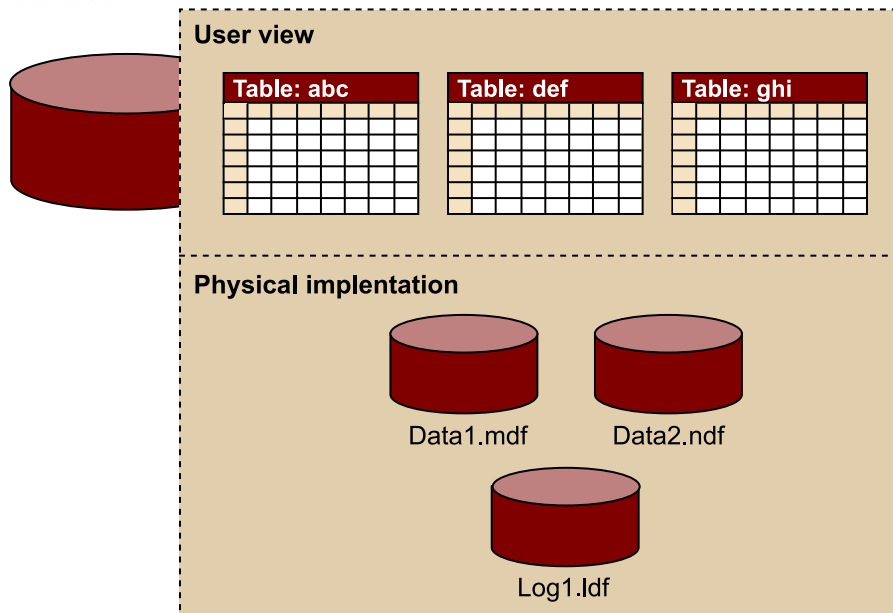 User view
Table: abc
Table: def
Table: ghi
Physical implentation
Data1.mdf
Data2.ndf
Log1.ldf